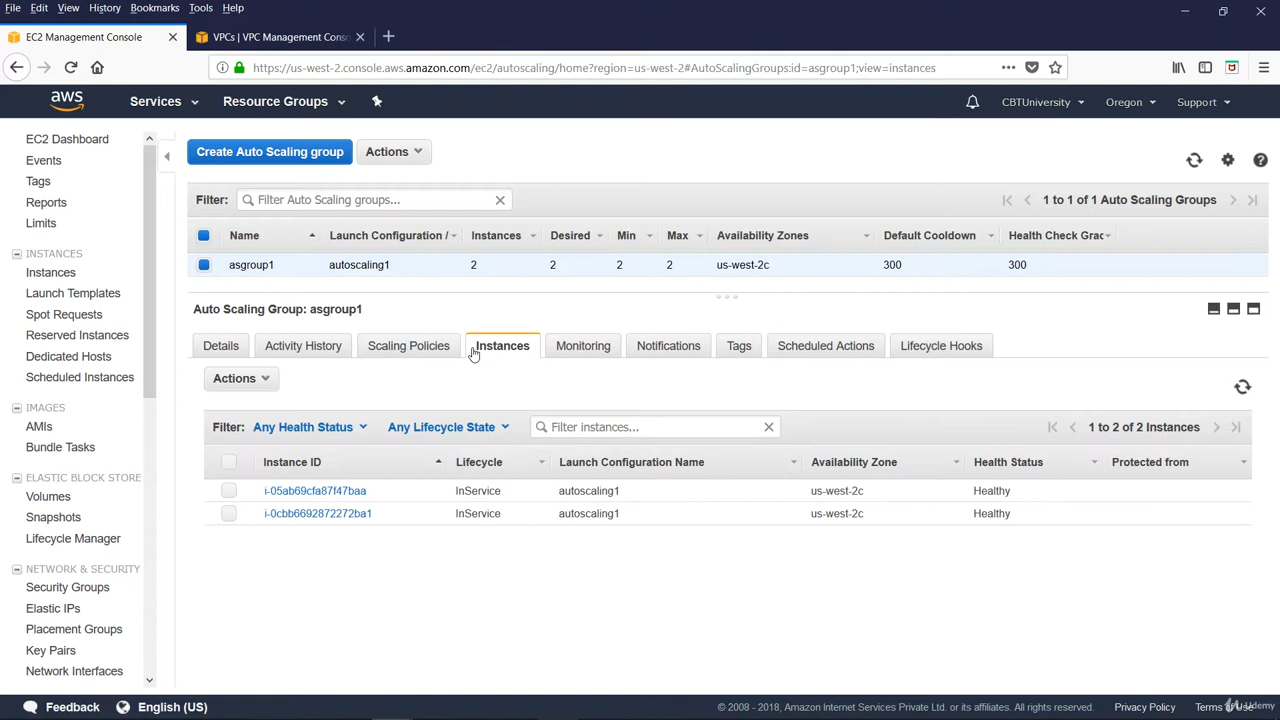 File Edit View History Bookmarks Tools Help
EC2 Management Console
VPCs | VPC Management Cons
https://us-west-2.console.aws.amazon.com/ec2/autoscaling/home?region=us-west-2#AutoScalingGroups:id=asgroup1;view=instances
aws Services Resource Groups CBTUniversity Oregon Support
EC2 Dashboard
Events
Tags
Reports
Limits
INSTANCES
Instances
Launch Templates
Spot Requests
Reserved Instances
Dedicated Hosts
Scheduled Instances
IMAGES
AMIs
Bundle Tasks
ELASTIC BLOCK STORE
Volumes
Snapshots
Lifecycle Manager
NETWORK & SECURITY
Security Groups
Elastic IPs
Placement Groups
Key Pairs
Network Interfaces
Create Auto Scaling group Actions
Filter: Filter Auto Scaling groups... 1 to 1 of 1 Auto Scaling Groups
Name Launch Configuration / Instances Desired Min Max Availability Zones Default Cooldown Health Check Grac
asgroup1 autoscaling1 2 2 2 2 us-west-2c 300 300
Auto Scaling Group: asgroup1
Details Activity History Scaling Policies Instances Monitoring Notifications Tags Scheduled Actions Lifecycle Hooks
Actions
Filter: Any Health Status Any Lifecycle State Filter instances... 1 to 2 of 2 Instances
Instance ID Lifecycle Launch Configuration Name Availability Zone Health Status Protected from
i-05ab69cfa87f47baa InService autoscaling1 us-west-2c Healthy
i-0cbb6692872272ba1 InService autoscaling1 us-west-2c Healthy
Feedback English (US) © 2008 - 2018, Amazon Internet Services Private Ltd. or its affiliates. All rights reserved. Privacy Policy Terms of Use
Udemy